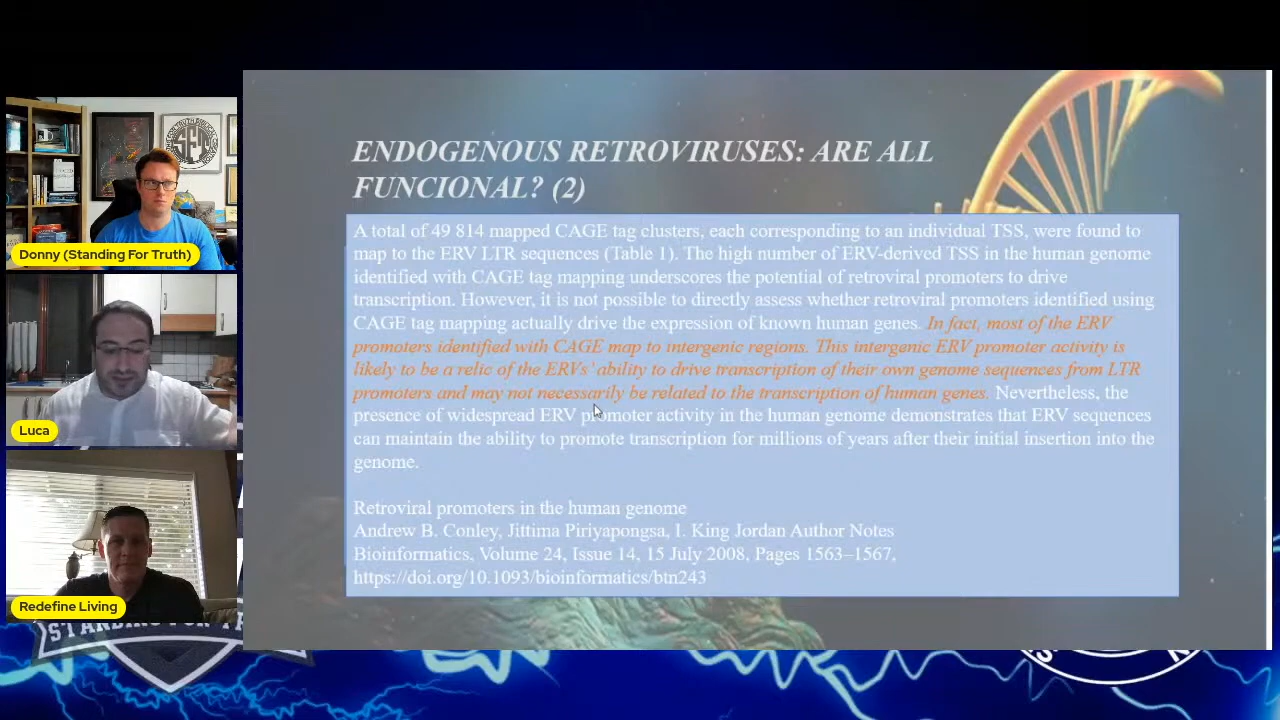 ENDOGENOUS RETROVIRUSES: ARE ALL
FUNCIONAL? (2)
A total of 49 814 mapped CAGE tag clusters, each corresponding to an individual TSS, were found to
map to the ERV LTR sequences (Table 1). The high number of ERV-derived TSS in the human genome
identified with CAGE tag mapping underscores the potential of retroviral promoters to drive
transcription. However, it is not possible to directly assess whether retroviral promoters identified using
CAGE tag mapping actually drive the expression of known human genes. In fact, most of the ERV
promoters identified with CAGE map to intergenic regions. This intergenic ERV promoter activity is
likely to be a relic of the ERVs' ability to drive transcription of their own genome sequences from LTR
promoters and may not necessarily be related to the transcription of human genes. Nevertheless, the
presence of widespread ERV promoter activity in the human genome demonstrates that ERV sequences
can maintain the ability to promote transcription for millions of years after their initial insertion into the
genome.
Retroviral promoters in the human genome
Andrew B. Conley, Jittima Piriyapongsa, I. King Jordan Author Notes
Bioinformatics, Volume 24, Issue 14, 15 July 2008, Pages 1563–1567,
https://doi.org/10.1093/bioinformatics/btn243
SFT
Donny (Standing For Truth)
Luca
Redefine Living